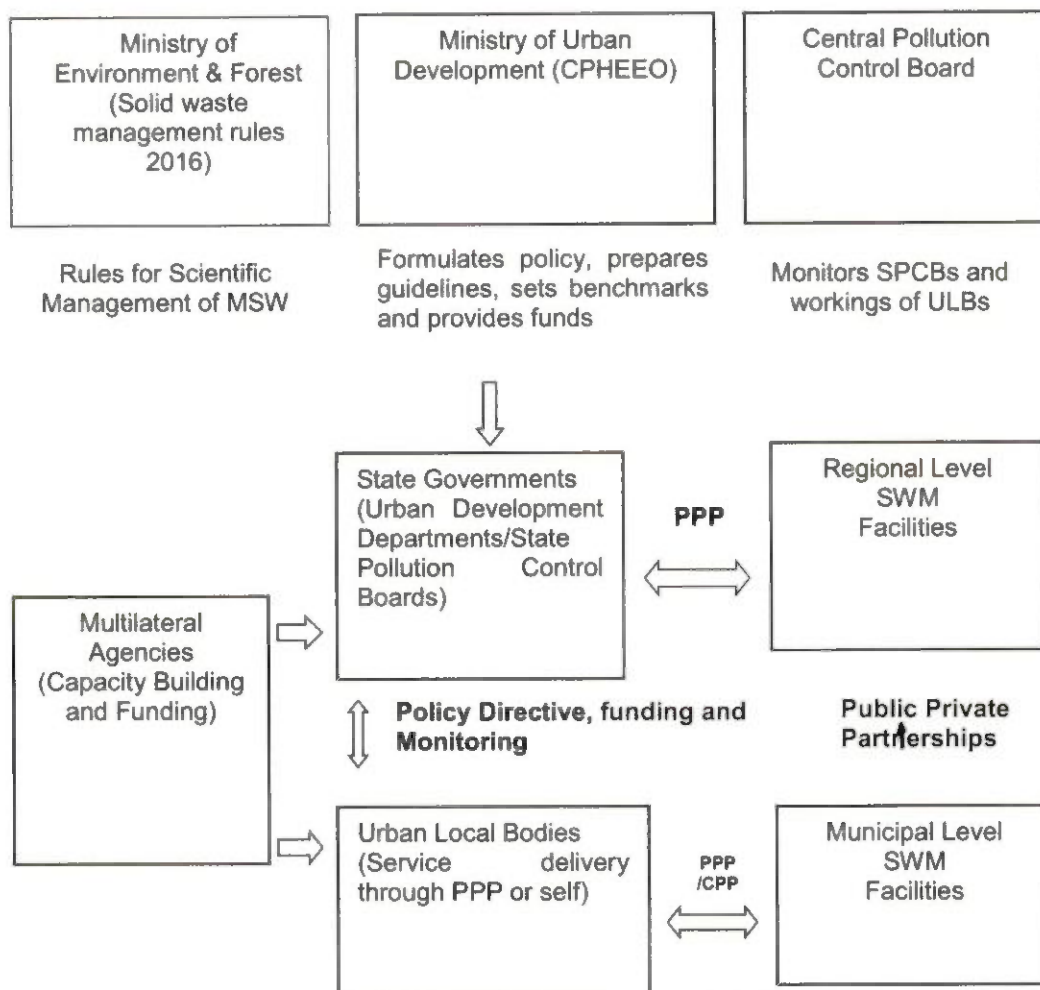 Ministry of
Environment & Forest
(Solid waste
management rules
2016)
Ministry of Urban
Development (CPHEEO)
Central Pollution
Control Board
Rules for Scientific
Management of MSW
Formulates policy, prepares
guidelines, sets benchmarks
and provides funds
Monitors SPCBs and
workings of ULBs
State Governments
(Urban Development
Departments/State
Pollution Control
Boards)
PPP
Regional Level
SWM
Facilities
Multilateral
Agencies
(Capacity Building
and Funding)
Policy Directive, funding and
Monitoring
Public Private
Partnerships
Urban Local Bodies
(Service delivery
through PPP or self)
PPP
/CPP
Municipal Level
SWM
Facilities